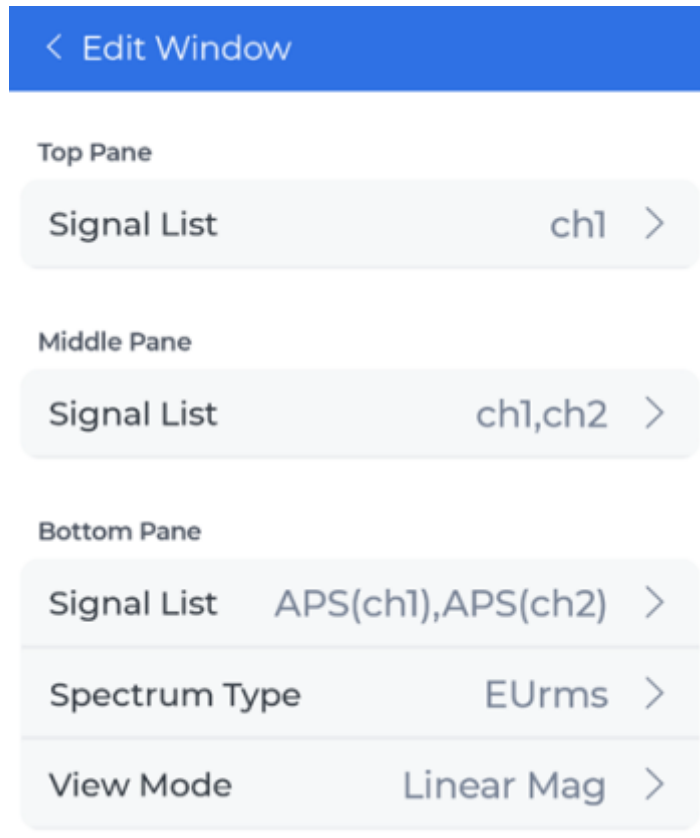 Edit Window
Top Pane
Signal List ch1
Middle Pane
Signal List ch1,ch2
Bottom Pane
Signal List APS(ch1),APS(ch2)
Spectrum Type EUrms
View Mode Linear Mag